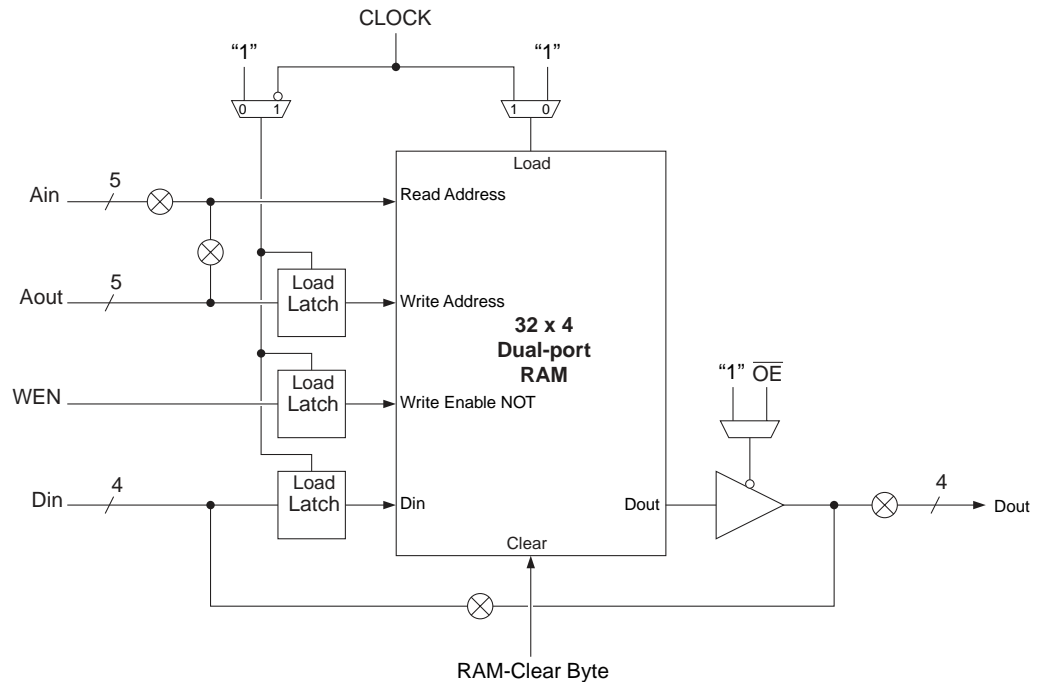 CLOCK
“1”
“1”
0 1
1 0
Load
Ain
5
Read Address
Aout
5
Load
Latch
Write Address
32 x 4
Dual-port
RAM
WEN
Load
Latch
Write Enable NOT
“1” OE
Din
4
Load
Latch
Din
Dout
4
Dout
Clear
RAM-Clear Byte